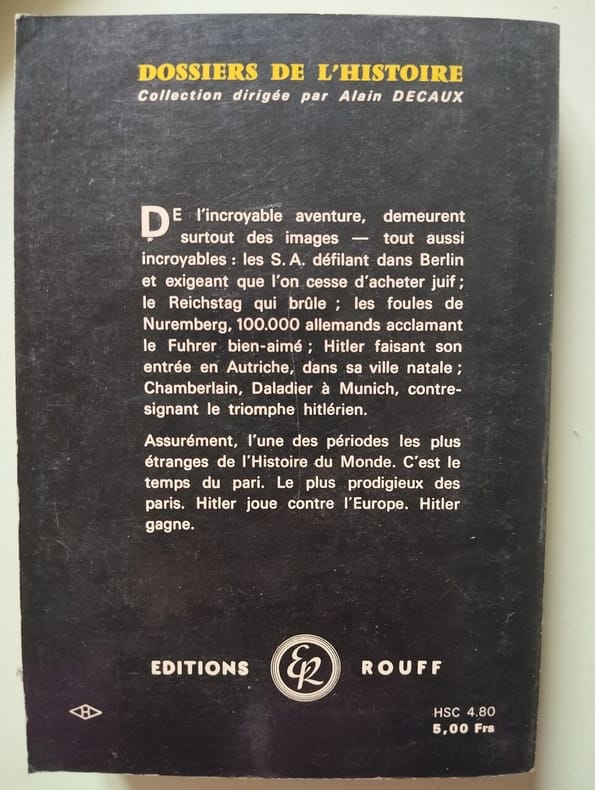 DOSSIERS DE L'HISTOIRE
Collection dirigée par Alain DECAUX
DE l'incroyable aventure, demeurent
surtout des images — tout aussi
incroyables : les S. A. défilant dans Berlin
et exigeant que l'on cesse d'acheter juif ;
le Reichstag qui brûle ; les foules de
Nuremberg, 100.000 allemands acclamant
le Fuhrer bien-aimé ; Hitler faisant son
entrée en Autriche, dans sa ville natale ;
Chamberlain, Daladier à Munich, contre-
signant le triomphe hitlérien.
Assurément, l'une des périodes les plus
étranges de l'Histoire du Monde. C'est le
temps du pari. Le plus prodigieux des
paris. Hitler joue contre l'Europe. Hitler
gagne.
EDITIONS ER ROUFF
H
HSC 4.80
5,00 Frs